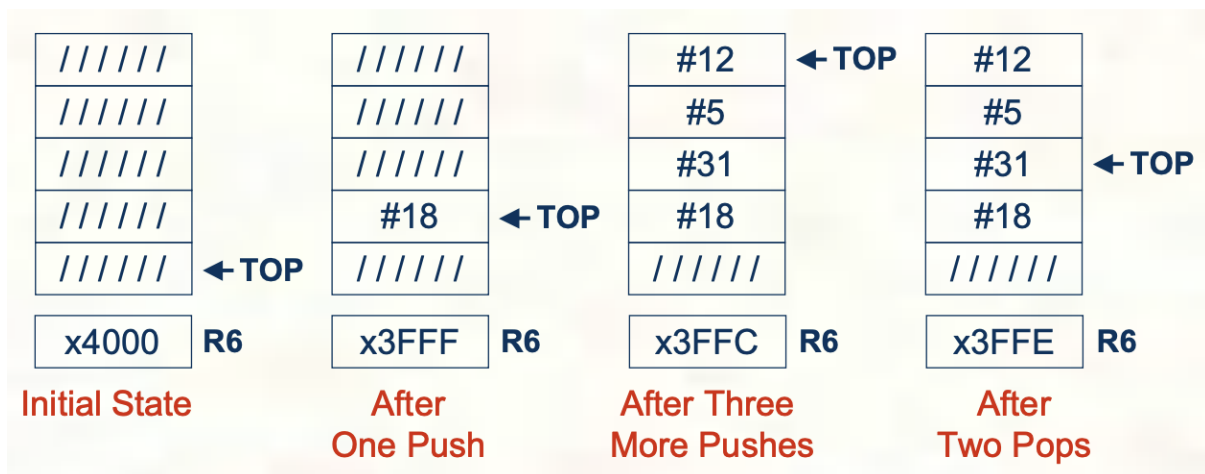 //////
//////
//////
//////
////// TOP
x4000 R6
Initial State
//////
//////
//////
#18 TOP
//////
x3FFF R6
After
One Push
#12 TOP
#5
#31
#18
//////
x3FFC R6
After Three
More Pushes
#12
#5
#31 TOP
#18
//////
x3FFE R6
After
Two Pops